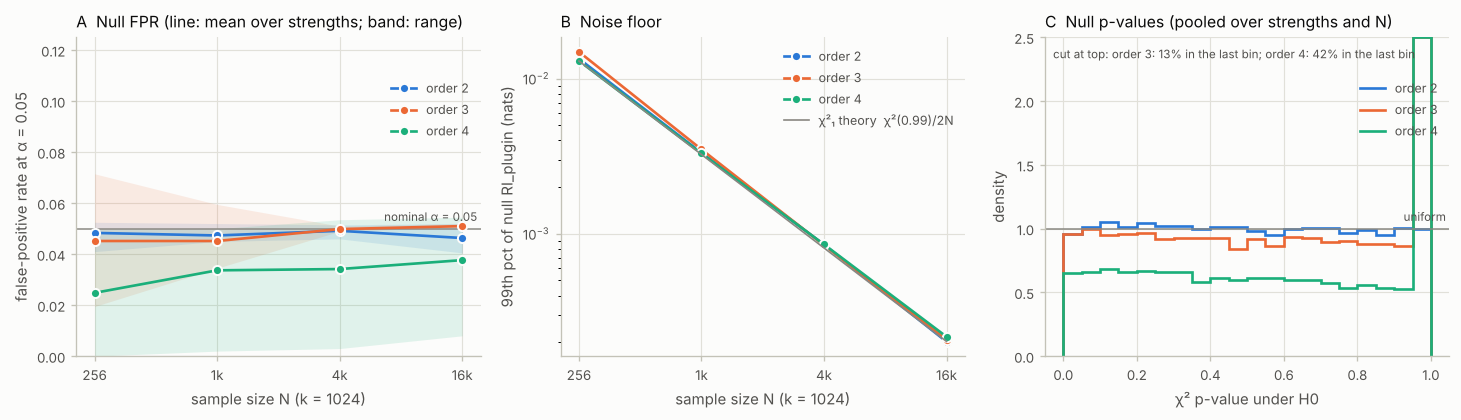 A Null FPR (line: mean over strengths; band: range)
false-positive rate at α = 0.05
0.12
0.10
0.08
0.06
0.04
0.02
0.00
order 2
order 3
order 4
nominal α = 0.05
256
1k
4k
16k
sample size N (k = 1024)
B Noise floor
99th pct of null RI_plugin (nats)
10⁻²
10⁻³
order 2
order 3
order 4
χ²₁ theory χ²(0.99)/2N
256
1k
4k
16k
sample size N (k = 1024)
C Null p-values (pooled over strengths and N)
density
2.5
2.0
1.5
1.0
0.5
0.0
cut at top: order 3: 13% in the last bin; order 4: 42% in the last bin
order 2
order 3
order 4
uniform
0.0
0.2
0.4
0.6
0.8
1.0
χ² p-value under H0